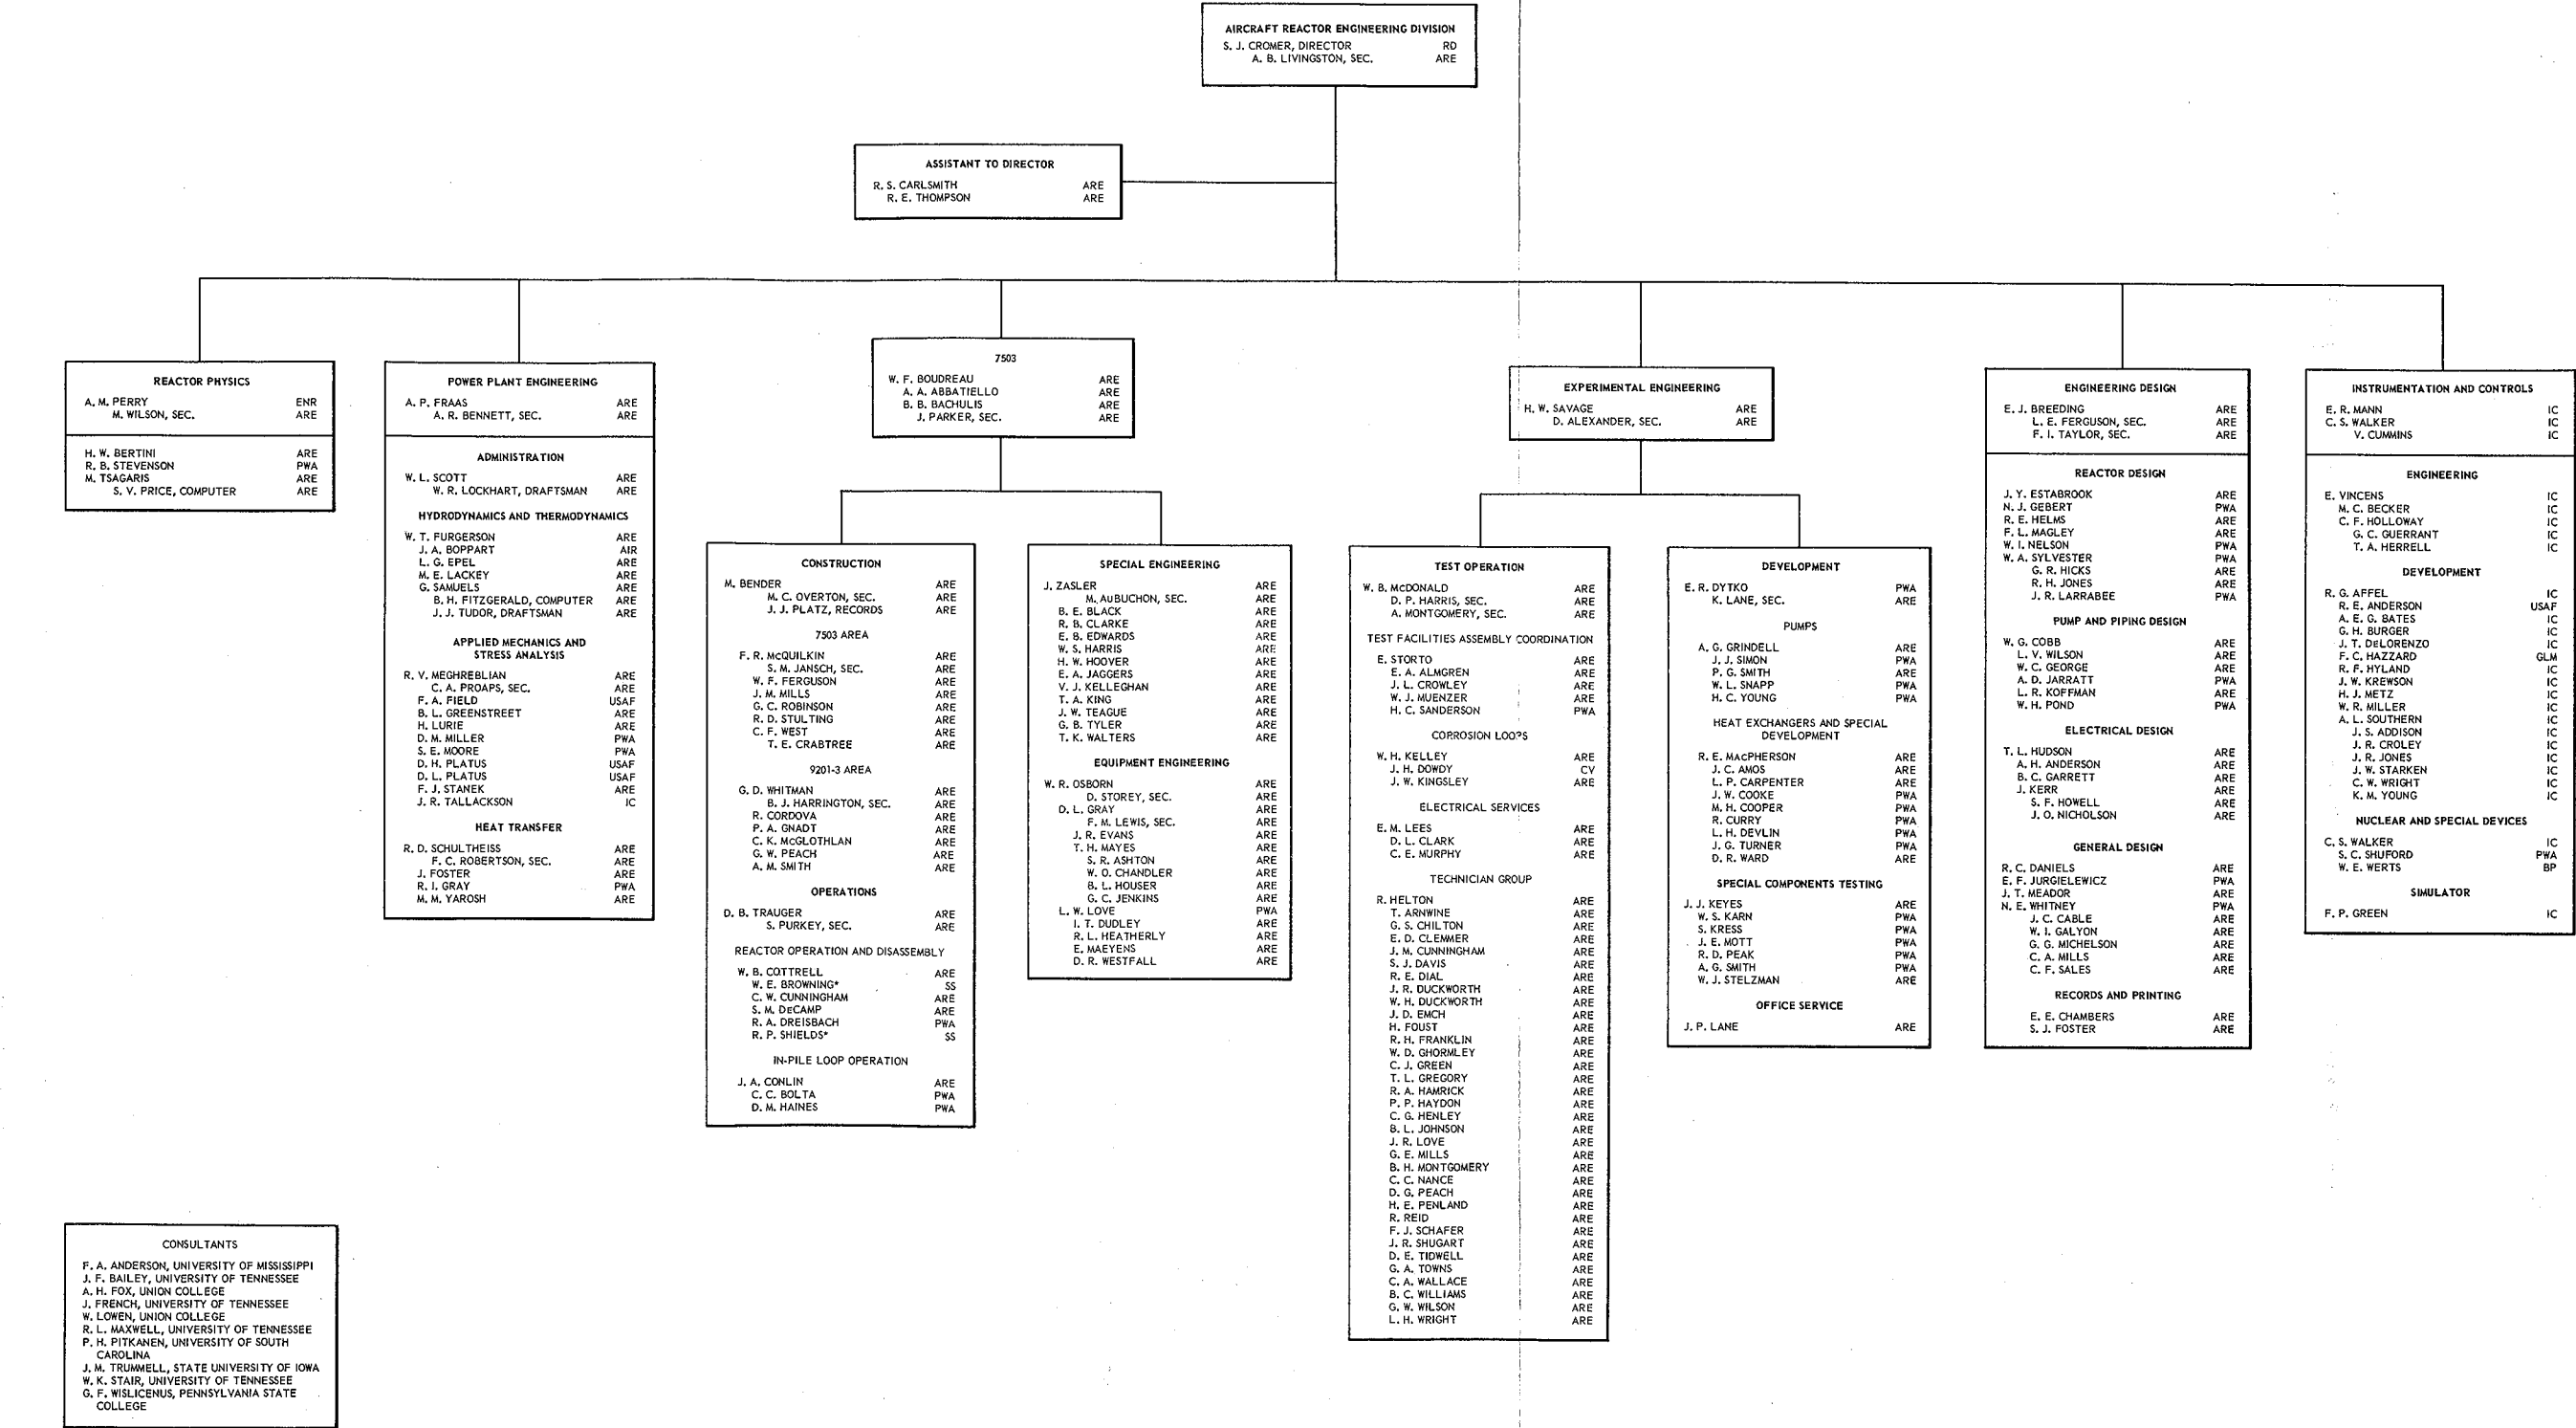 AIRCRAFT REACTOR ENGINEERING DIVISION
S. J. CROMER, DIRECTOR RD
A. B. LIVINGSTON, SEC. ARE
ASSISTANT TO DIRECTOR
R. S. CARLSMITH ARE
R. E. THOMPSON ARE
REACTOR PHYSICS
A. M. PERRY ENR
M. WILSON, SEC. ARE
H. W. BERTINI ARE
R. B. STEVENSON PWA
M. TSAGARIS ARE
S. V. PRICE, COMPUTER ARE
POWER PLANT ENGINEERING
A. P. FRAAS ARE
A. R. BENNETT, SEC. ARE
ADMINISTRATION
W. L. SCOTT ARE
W. R. LOCKHART, DRAFTSMAN ARE
HYDRODYNAMICS AND THERMODYNAMICS
W. T. FURGERSON ARE
J. A. BOPPART AIR
L. G. EPEL ARE
M. E. LACKEY ARE
G. SAMUELS ARE
B. H. FITZGERALD, COMPUTER ARE
J. J. TUDOR, DRAFTSMAN ARE
APPLIED MECHANICS AND
STRESS ANALYSIS
R. V. MEGHREBLIAN ARE
C. A. PROAPS, SEC. ARE
F. A. FIELD USAF
B. L. GREENSTREET ARE
H. LURIE ARE
D. M. MILLER PWA
S. E. MOORE PWA
D. H. PLATUS USAF
D. L. PLATUS USAF
F. J. STANEK ARE
J. R. TALLACKSON IC
HEAT TRANSFER
R. D. SCHULTHEISS ARE
F. C. ROBERTSON, SEC. ARE
J. FOSTER ARE
R. I. GRAY PWA
M. M. YAROSH ARE
7503
W. F. BOUDREAU ARE
A. A. ABBATIELLO ARE
B. B. BACHULIS ARE
J. PARKER, SEC. ARE
CONSTRUCTION
M. BENDER ARE
M. C. OVERTON, SEC. ARE
J. J. PLATZ, RECORDS ARE
7503 AREA
F. R. McQUILKIN ARE
S. M. JANSCH, SEC. ARE
W. F. FERGUSON ARE
J. M. MILLS ARE
G. C. ROBINSON ARE
R. D. STULTING ARE
C. F. WEST ARE
T. E. CRABTREE ARE
9201-3 AREA
G. D. WHITMAN ARE
B. J. HARRINGTON, SEC. ARE
R. CORDOVA ARE
P. A. GNADT ARE
C. K. McGLOTHLAN ARE
G. W. PEACH ARE
A. M. SMITH ARE
OPERATIONS
D. B. TRAUGER ARE
S. PURKEY, SEC. ARE
REACTOR OPERATION AND DISASSEMBLY
W. B. COTTRELL ARE
W. E. BROWNING* SS
C. W. CUNNINGHAM ARE
S. M. DeCAMP ARE
R. A. DREISBACH PWA
R. P. SHIELDS* SS
IN-PILE LOOP OPERATION
J. A. CONLIN ARE
C. C. BOLTA PWA
D. M. HAINES PWA
SPECIAL ENGINEERING
J. ZASLER ARE
M. AuBUCHON, SEC. ARE
B. E. BLACK ARE
R. B. CLARKE ARE
E. B. EDWARDS ARE
W. S. HARRIS ARE
H. W. HOOVER ARE
E. A. JAGGERS ARE
V. J. KELLEGHAN ARE
T. A. KING ARE
J. W. TEAGUE ARE
G. B. TYLER ARE
T. K. WALTERS ARE
EQUIPMENT ENGINEERING
W. R. OSBORN ARE
D. STOREY, SEC. ARE
D. L. GRAY ARE
F. M. LEWIS, SEC. ARE
J. R. EVANS ARE
T. H. MAYES ARE
S. R. ASHTON ARE
W. O. CHANDLER ARE
B. L. HOUSER ARE
G. C. JENKINS ARE
L. W. LOVE PWA
I. T. DUDLEY ARE
R. L. HEATHERLY ARE
E. MAEYENS ARE
D. R. WESTFALL ARE
EXPERIMENTAL ENGINEERING
H. W. SAVAGE ARE
D. ALEXANDER, SEC. ARE
TEST OPERATION
W. B. McDONALD ARE
D. P. HARRIS, SEC. ARE
A. MONTGOMERY, SEC. ARE
TEST FACILITIES ASSEMBLY COORDINATION
E. STORTO ARE
E. A. ALMGREN ARE
J. L. CROWLEY ARE
W. J. MUENZER ARE
H. C. SANDERSON PWA
CORROSION LOOPS
W. H. KELLEY ARE
J. H. DOWDY CV
J. W. KINGSLEY ARE
ELECTRICAL SERVICES
E. M. LEES ARE
D. L. CLARK ARE
C. E. MURPHY ARE
TECHNICIAN GROUP
R. HELTON ARE
T. ARNWINE ARE
G. S. CHILTON ARE
E. D. CLEMMER ARE
J. M. CUNNINGHAM ARE
S. J. DAVIS ARE
R. E. DIAL ARE
J. R. DUCKWORTH ARE
W. H. DUCKWORTH ARE
J. D. EMCH ARE
H. FOUST ARE
R. H. FRANKLIN ARE
W. D. GHORMLEY ARE
C. J. GREEN ARE
T. L. GREGORY ARE
R. A. HAMRICK ARE
P. P. HAYDON ARE
C. G. HENLEY ARE
B. L. JOHNSON ARE
J. R. LOVE ARE
G. E. MILLS ARE
B. H. MONTGOMERY ARE
C. C. NANCE ARE
D. G. PEACH ARE
H. E. PENLAND ARE
R. REID ARE
F. J. SCHAFER ARE
J. R. SHUGART ARE
D. E. TIDWELL ARE
G. A. TOWNS ARE
C. A. WALLACE ARE
B. C. WILLIAMS ARE
G. W. WILSON ARE
L. H. WRIGHT ARE
DEVELOPMENT
E. R. DYTKO PWA
K. LANE, SEC. ARE
PUMPS
A. G. GRINDELL ARE
J. J. SIMON PWA
P. G. SMITH ARE
W. L. SNAPP PWA
H. C. YOUNG PWA
HEAT EXCHANGERS AND SPECIAL
DEVELOPMENT
R. E. MacPHERSON ARE
J. C. AMOS ARE
L. P. CARPENTER ARE
J. W. COOKE PWA
M. H. COOPER PWA
R. CURRY PWA
L. H. DEVLIN PWA
J. G. TURNER PWA
D. R. WARD ARE
SPECIAL COMPONENTS TESTING
J. J. KEYES ARE
W. S. KARN PWA
S. KRESS PWA
J. E. MOTT PWA
R. D. PEAK PWA
A. G. SMITH PWA
W. J. STELZMAN ARE
OFFICE SERVICE
J. P. LANE ARE
ENGINEERING DESIGN
E. J. BREEDING ARE
L. E. FERGUSON, SEC. ARE
F. I. TAYLOR, SEC. ARE
REACTOR DESIGN
J. Y. ESTABROOK ARE
N. J. GEBERT PWA
R. E. HELMS ARE
F. L. MAGLEY ARE
W. I. NELSON PWA
W. A. SYLVESTER PWA
G. R. HICKS ARE
R. H. JONES ARE
J. R. LARRABEE PWA
PUMP AND PIPING DESIGN
W. G. COBB ARE
L. V. WILSON ARE
W. C. GEORGE ARE
A. D. JARRATT PWA
L. R. KOFFMAN ARE
W. H. POND PWA
ELECTRICAL DESIGN
T. L. HUDSON ARE
A. H. ANDERSON ARE
B. C. GARRETT ARE
J. KERR ARE
S. F. HOWELL ARE
J. O. NICHOLSON ARE
GENERAL DESIGN
R. C. DANIELS ARE
E. F. JURGIELEWICZ PWA
J. T. MEADOR ARE
N. E. WHITNEY PWA
J. C. CABLE ARE
W. I. GALYON ARE
G. G. MICHELSON ARE
C. A. MILLS ARE
C. F. SALES ARE
RECORDS AND PRINTING
E. E. CHAMBERS ARE
S. J. FOSTER ARE
INSTRUMENTATION AND CONTROLS
E. R. MANN IC
C. S. WALKER IC
V. CUMMINS IC
ENGINEERING
E. VINCENS IC
M. C. BECKER IC
C. F. HOLLOWAY IC
G. C. GUERRANT IC
T. A. HERRELL IC
DEVELOPMENT
R. G. AFFEL IC
R. E. ANDERSON USAF
A. E. G. BATES IC
G. H. BURGER IC
J. T. DeLORENZO IC
F. C. HAZZARD GLM
R. F. HYLAND IC
J. W. KREWSON IC
H. J. METZ IC
W. R. MILLER IC
A. L. SOUTHERN IC
J. S. ADDISON IC
J. R. CROLEY IC
J. R. JONES IC
J. W. STARKEN IC
C. W. WRIGHT IC
K. M. YOUNG IC
NUCLEAR AND SPECIAL DEVICES
C. S. WALKER IC
S. C. SHUFORD PWA
W. E. WERTS BP
SIMULATOR
F. P. GREEN IC
CONSULTANTS
F. A. ANDERSON, UNIVERSITY OF MISSISSIPPI
J. F. BAILEY, UNIVERSITY OF TENNESSEE
A. H. FOX, UNION COLLEGE
J. FRENCH, UNIVERSITY OF TENNESSEE
W. LOWEN, UNION COLLEGE
R. L. MAXWELL, UNIVERSITY OF TENNESSEE
P. H. PITKANEN, UNIVERSITY OF SOUTH
CAROLINA
J. M. TRUMMELL, STATE UNIVERSITY OF IOWA
W. K. STAIR, UNIVERSITY OF TENNESSEE
G. F. WISLICENUS, PENNSYLVANIA STATE
COLLEGE